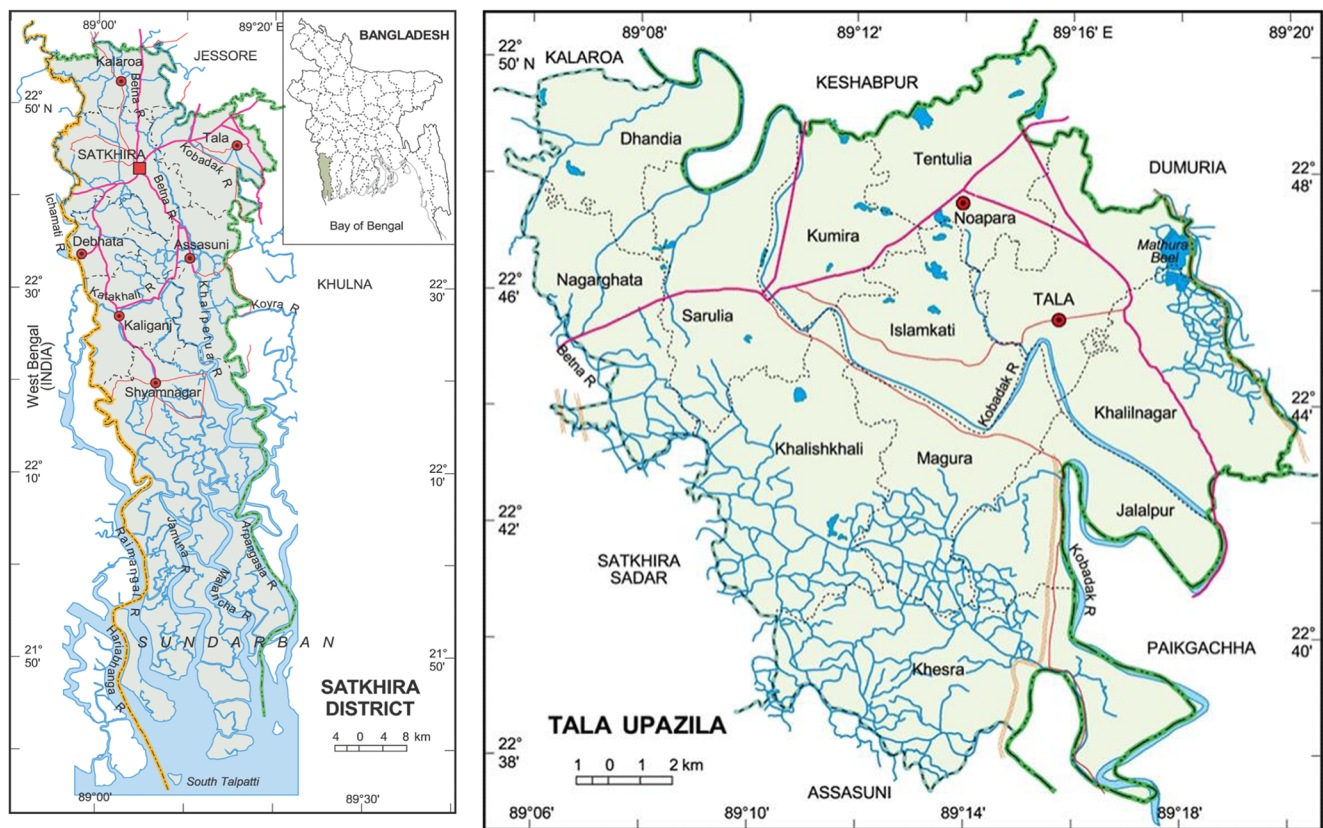 89°00'
89°20' E
BANGLADESH
Bay of Bengal
JESSORE
Kalaroa
Betna R
22°
50' N
Tala
SATKHIRA
Kobadak R
Betna R
Ichamati R
Debhata
Assasuni
KHULNA
22°
30'
22°
30'
Katakhali R
Khalpetua R
Koyra R
Kaliganj
West Bengal
(INDIA)
Shyamnagar
22°
10'
22°
10'
Raimangal R
Jamuna R
Malancha R
Arpangasia R
SUNDARBAN
Hariabhanga R
21°
50'
21°
50'
SATKHIRA
DISTRICT
4 0 4 8 km
South Talpatti
89°00'
89°30'
89°08'
89°12'
89°16' E
89°20'
22°
50' N
KALAROA
KESHABPUR
Dhandia
Tentulia
DUMURIA
22°
48'
Noapara
Kumira
Mathura
Beel
Nagarghata
22°
46'
TALA
Sarulia
Islamkati
Betna R
Kobadak R
22°
44'
Khalilnagar
Khalishkhali
Magura
Jalalpur
22°
42'
SATKHIRA
SADAR
Kobadak R
22°
40'
PAIKGACHHA
Khesra
TALA UPAZILA
22°
38'
1 0 1 2 km
ASSASUNI
89°06'
89°10'
89°14'
89°18'